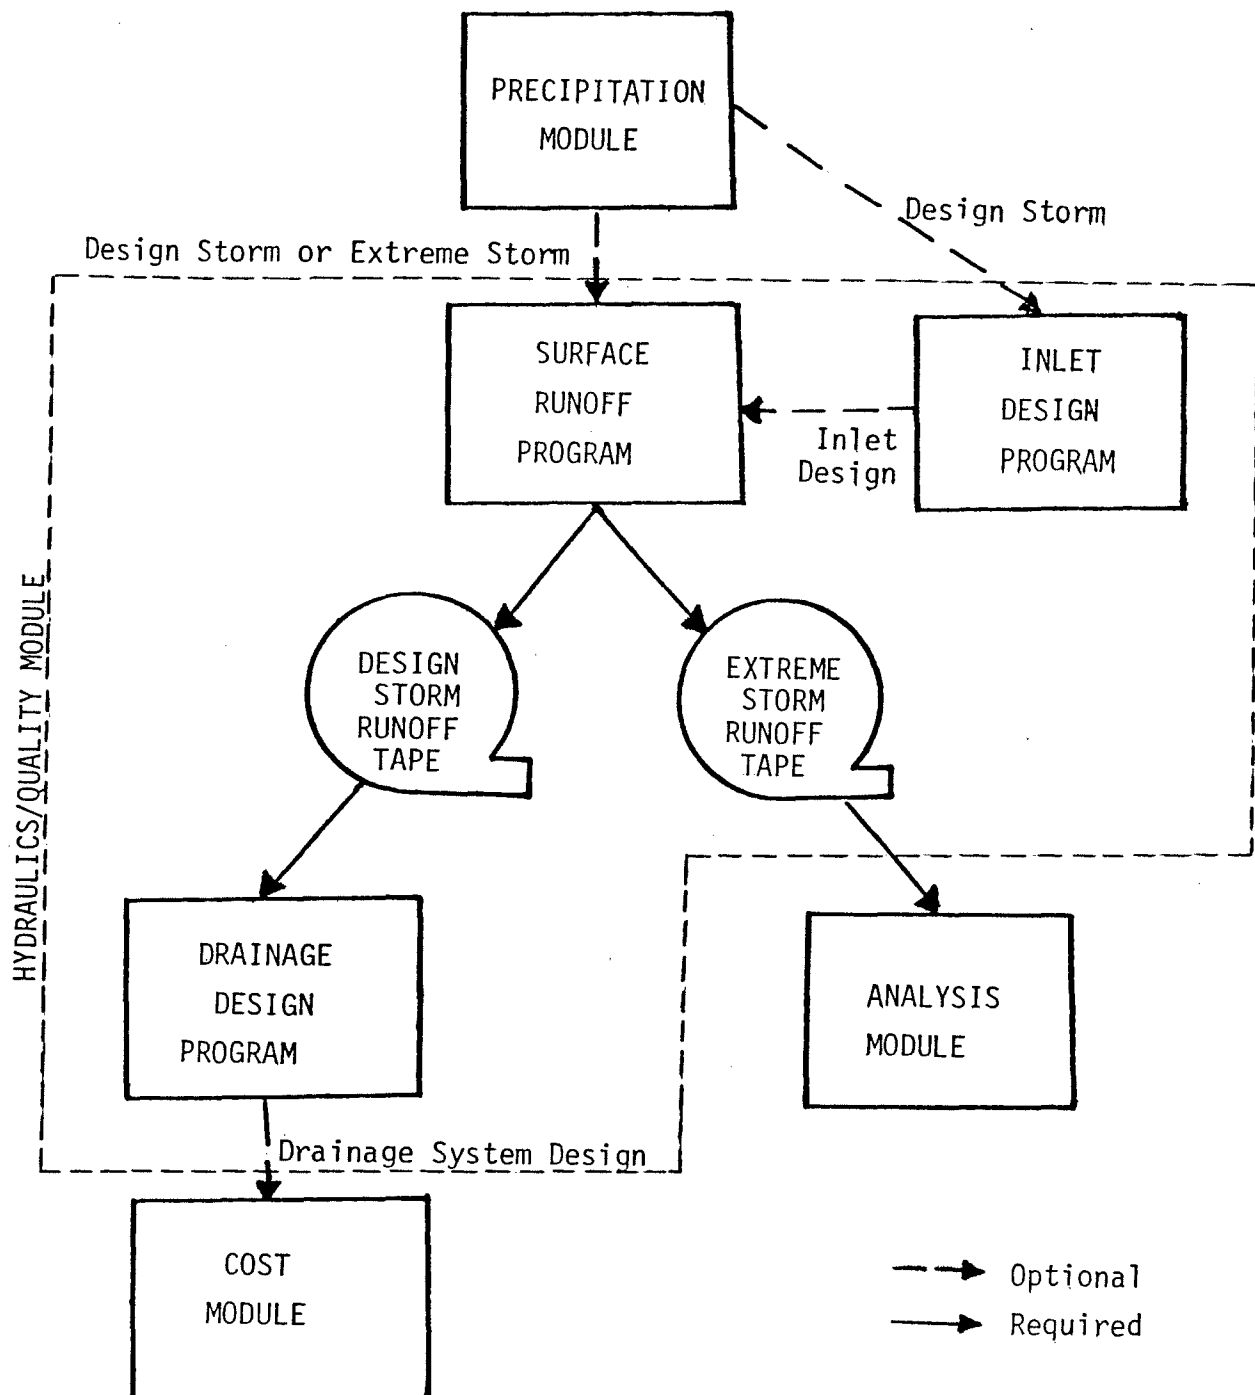 PRECIPITATION
MODULE
Design Storm
Design Storm or Extreme Storm
SURFACE
RUNOFF
PROGRAM
INLET
DESIGN
PROGRAM
Inlet
Design
HYDRAULICS/QUALITY MODULE
DESIGN
STORM
RUNOFF
TAPE
EXTREME
STORM
RUNOFF
TAPE
DRAINAGE
DESIGN
PROGRAM
ANALYSIS
MODULE
Drainage System Design
COST
MODULE
Optional
Required